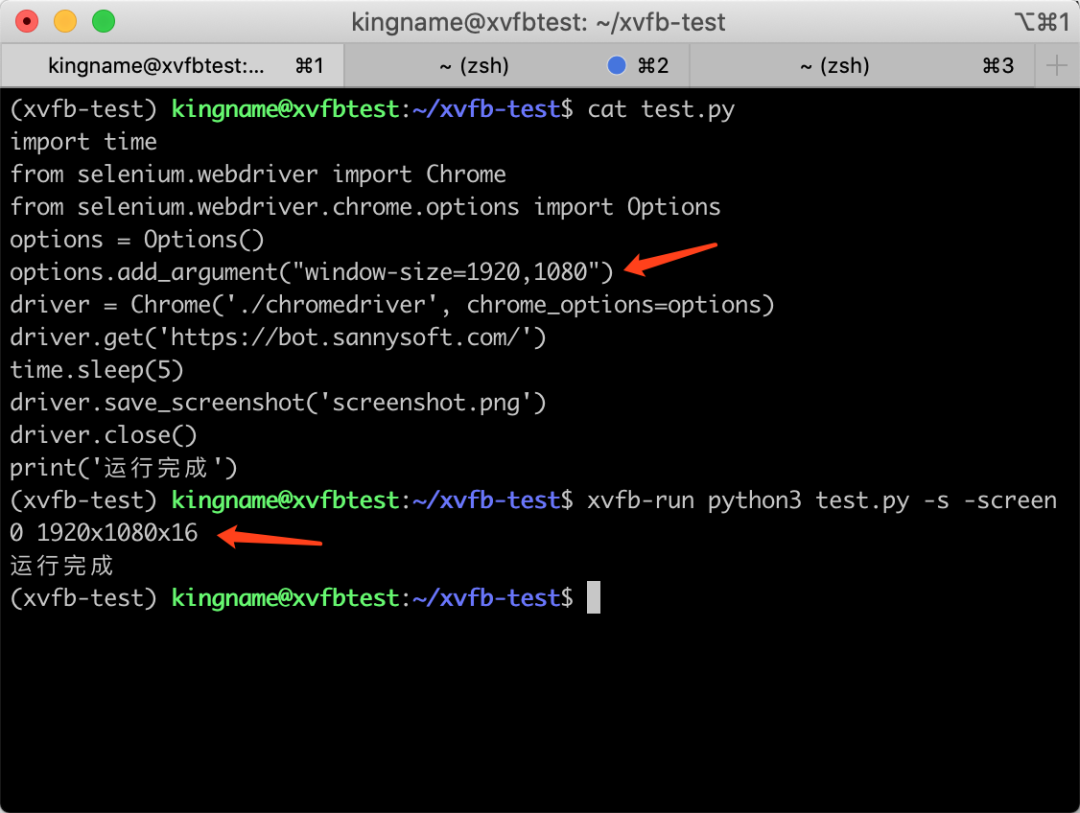 kingname@xvfbtest: ~/xvfb-test
⌥⌘1
kingname@xvfbtest:... ⌘1
~ (zsh) ⌘2
~ (zsh) ⌘3
(xvfb-test) kingname@xvfbtest:~/xvfb-test$ cat test.py
import time
from selenium.webdriver import Chrome
from selenium.webdriver.chrome.options import Options
options = Options()
options.add_argument("window-size=1920,1080")
driver = Chrome('./chromedriver', chrome_options=options)
driver.get('https://bot.sannysoft.com/')
time.sleep(5)
driver.save_screenshot('screenshot.png')
driver.close()
print('运行完成')
(xvfb-test) kingname@xvfbtest:~/xvfb-test$ xvfb-run python3 test.py -s -screen
0 1920x1080x16
运行完成
(xvfb-test) kingname@xvfbtest:~/xvfb-test$